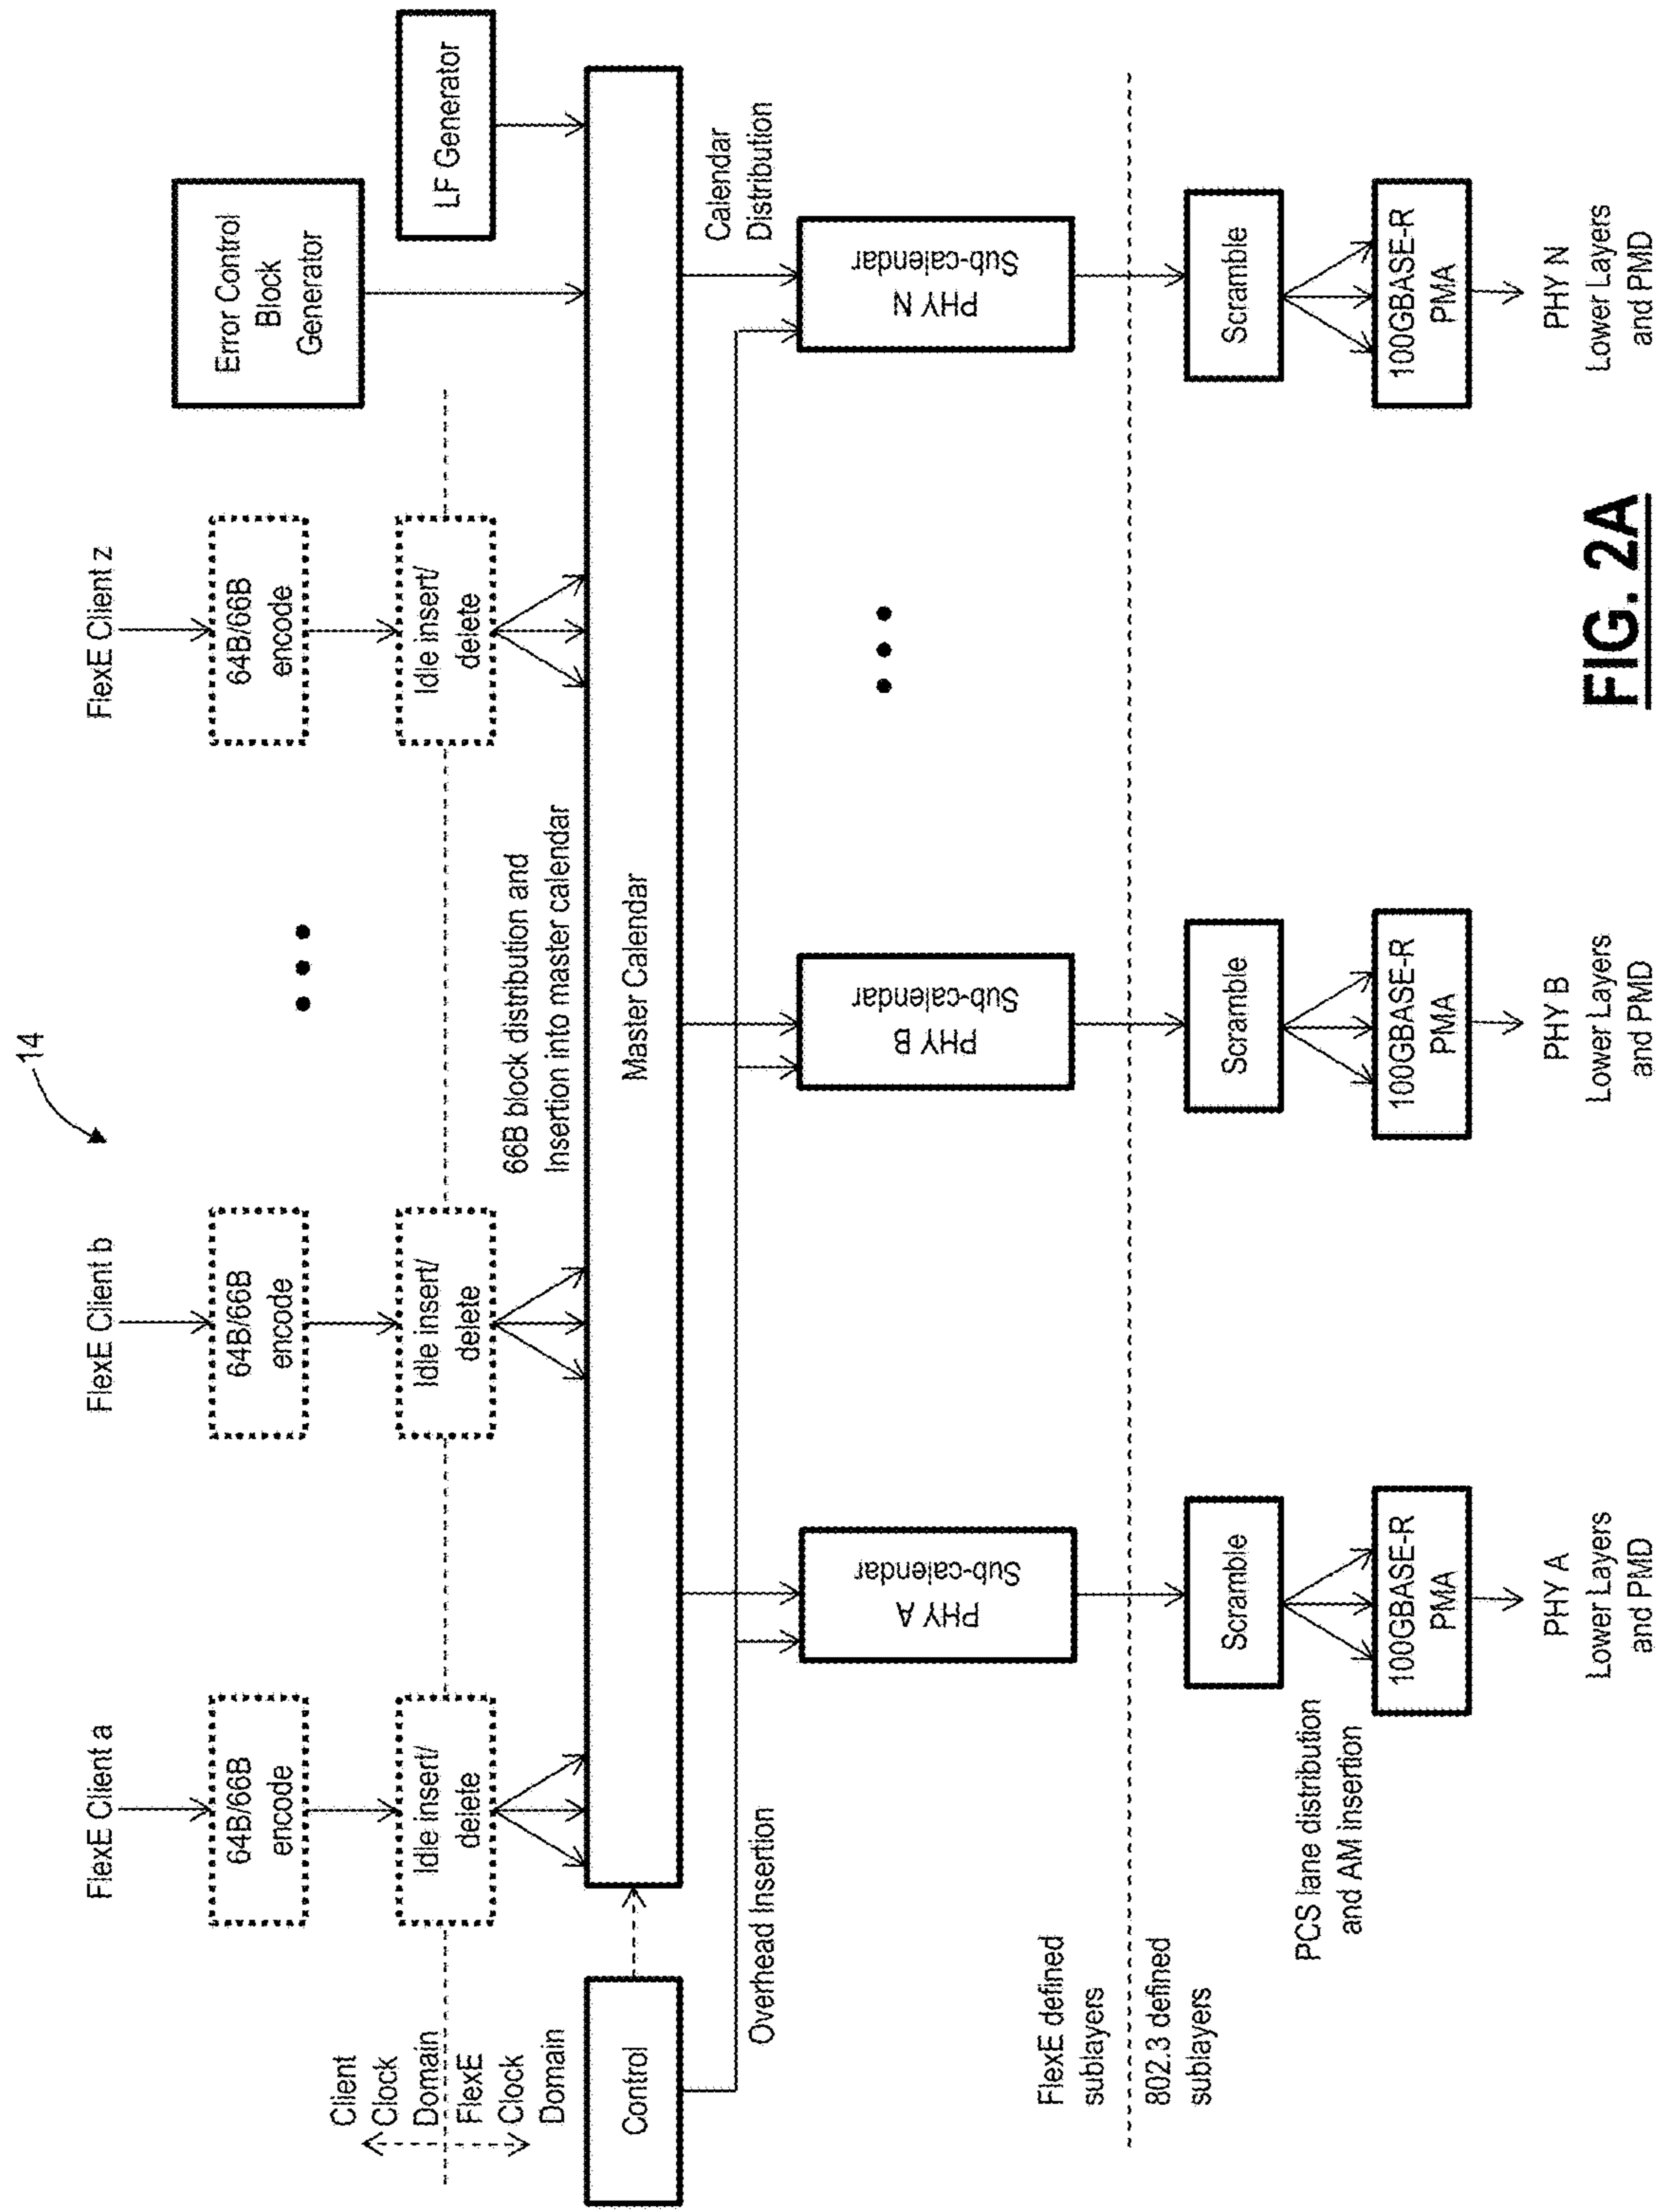 14
FlexE Client a
FlexE Client b
FlexE Client z
64B/66B
encode
64B/66B
encode
64B/66B
encode
Error Control
Block
Generator
Client
Clock
Domain
FlexE
Clock
Domain
Idle insert/
delete
Idle insert/
delete
Idle insert/
delete
LF Generator
66B block distribution and
Insertion into master calendar
Control
Master Calendar
Overhead Insertion
Calendar
Distribution
PHY A
Sub-calendar
PHY B
Sub-calendar
PHY N
Sub-calendar
FlexE defined
sublayers
802.3 defined
sublayers
Scramble
Scramble
Scramble
PCS lane distribution
and AM insertion
100GBASE-R
PMA
100GBASE-R
PMA
100GBASE-R
PMA
PHY A
Lower Layers
and PMD
PHY B
Lower Layers
and PMD
PHY N
Lower Layers
and PMD
FIG. 2A